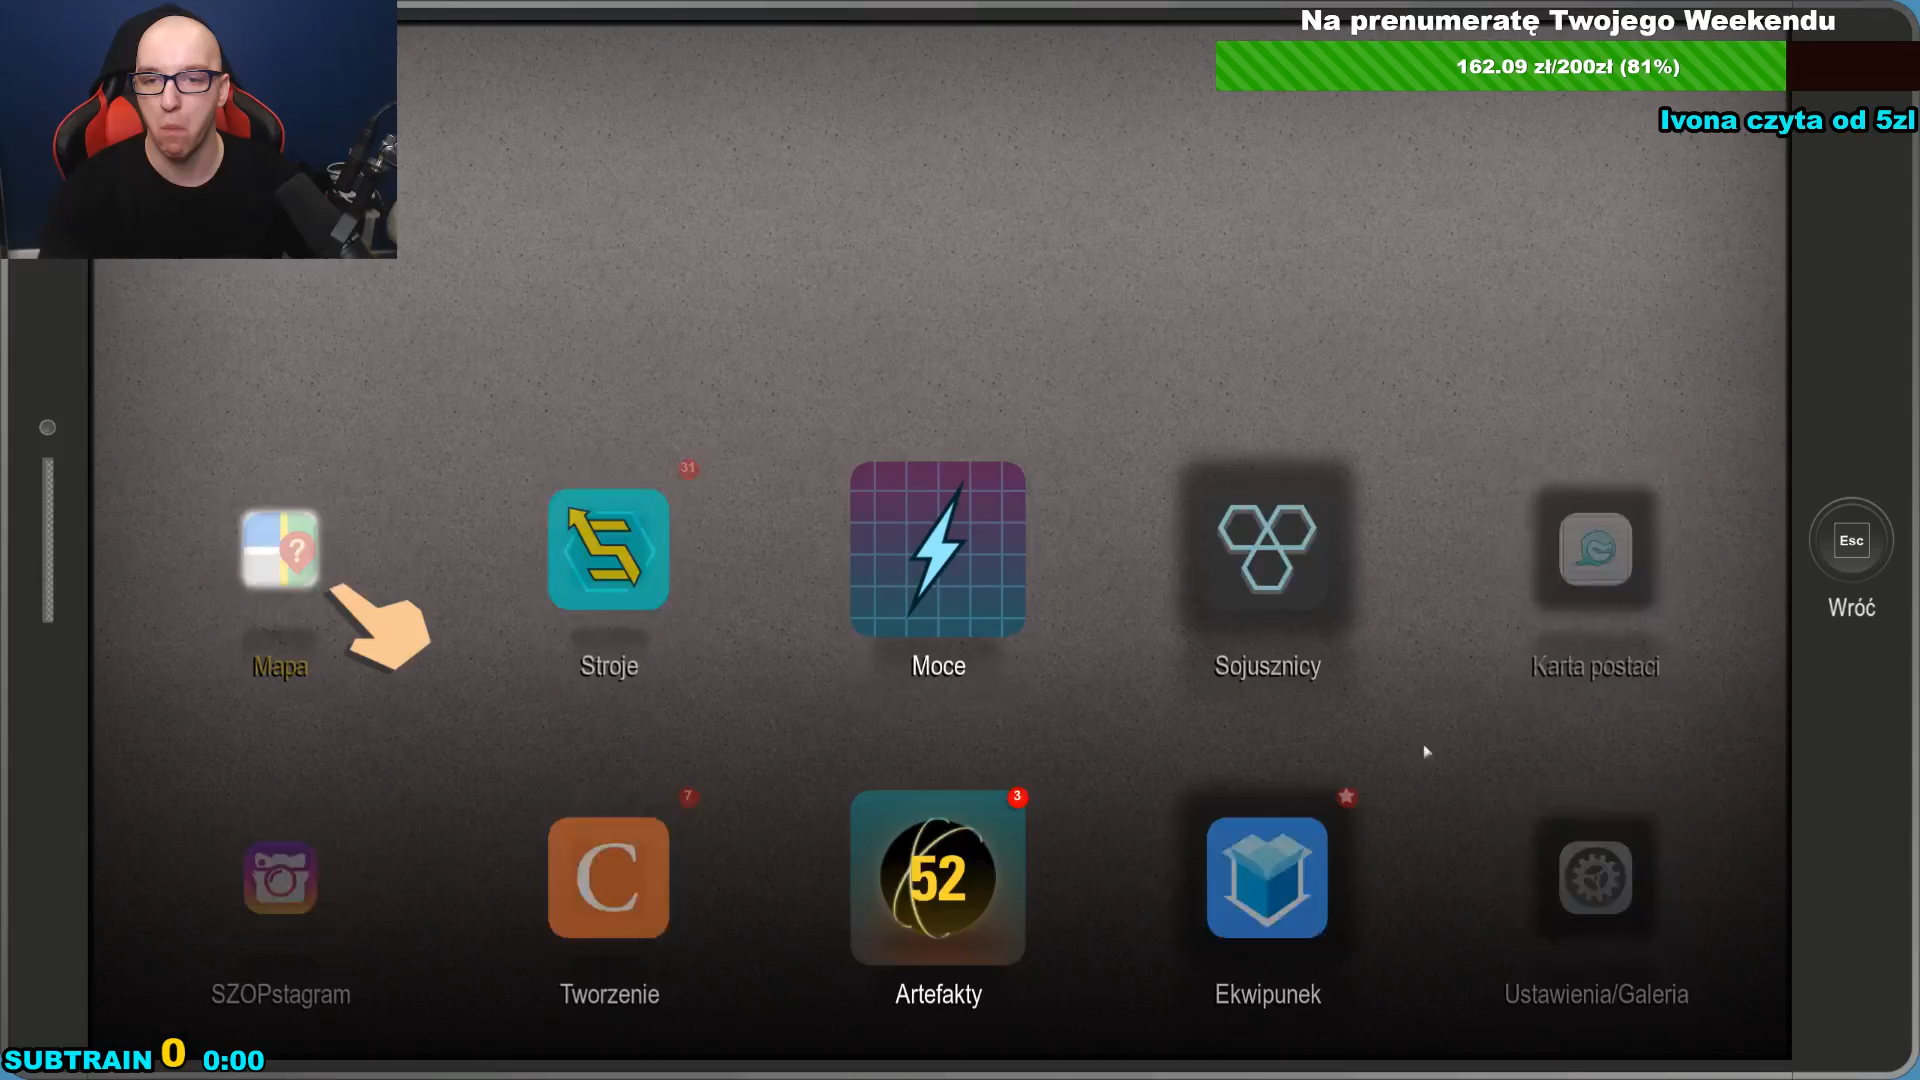 Na prenumeratę Twojego Weekendu
162.09 zł/200zł (81%)
Ivona czyta od 5zl
31
?
Mapa
Stroje
Moce
Sojusznicy
Karta postaci
Esc
Wróć
7
3
C
52
SZOPstagram
Tworzenie
Artefakty
Ekwipunek
Ustawienia/Galeria
SUBTRAIN 0 0:00